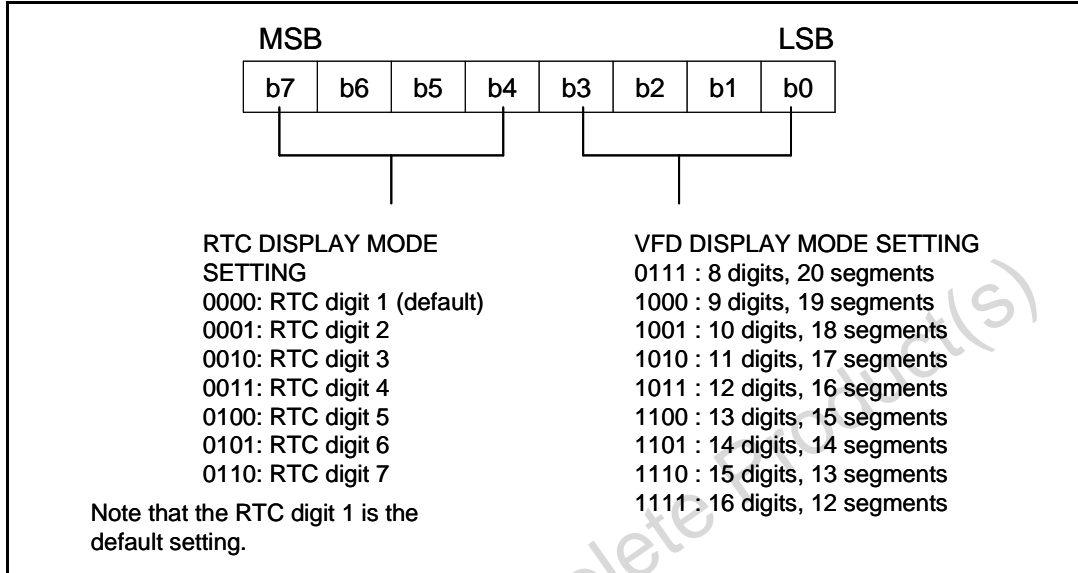 MSB LSB
b7 b6 b5 b4 b3 b2 b1 b0
RTC DISPLAY MODE
SETTING
0000: RTC digit 1 (default)
0001: RTC digit 2
0010: RTC digit 3
0011: RTC digit 4
0100: RTC digit 5
0101: RTC digit 6
0110: RTC digit 7
Note that the RTC digit 1 is the
default setting.
VFD DISPLAY MODE SETTING
0111 : 8 digits, 20 segments
1000 : 9 digits, 19 segments
1001 : 10 digits, 18 segments
1010 : 11 digits, 17 segments
1011 : 12 digits, 16 segments
1100 : 13 digits, 15 segments
1101 : 14 digits, 14 segments
1110 : 15 digits, 13 segments
1111 : 16 digits, 12 segments
lete Product(s)